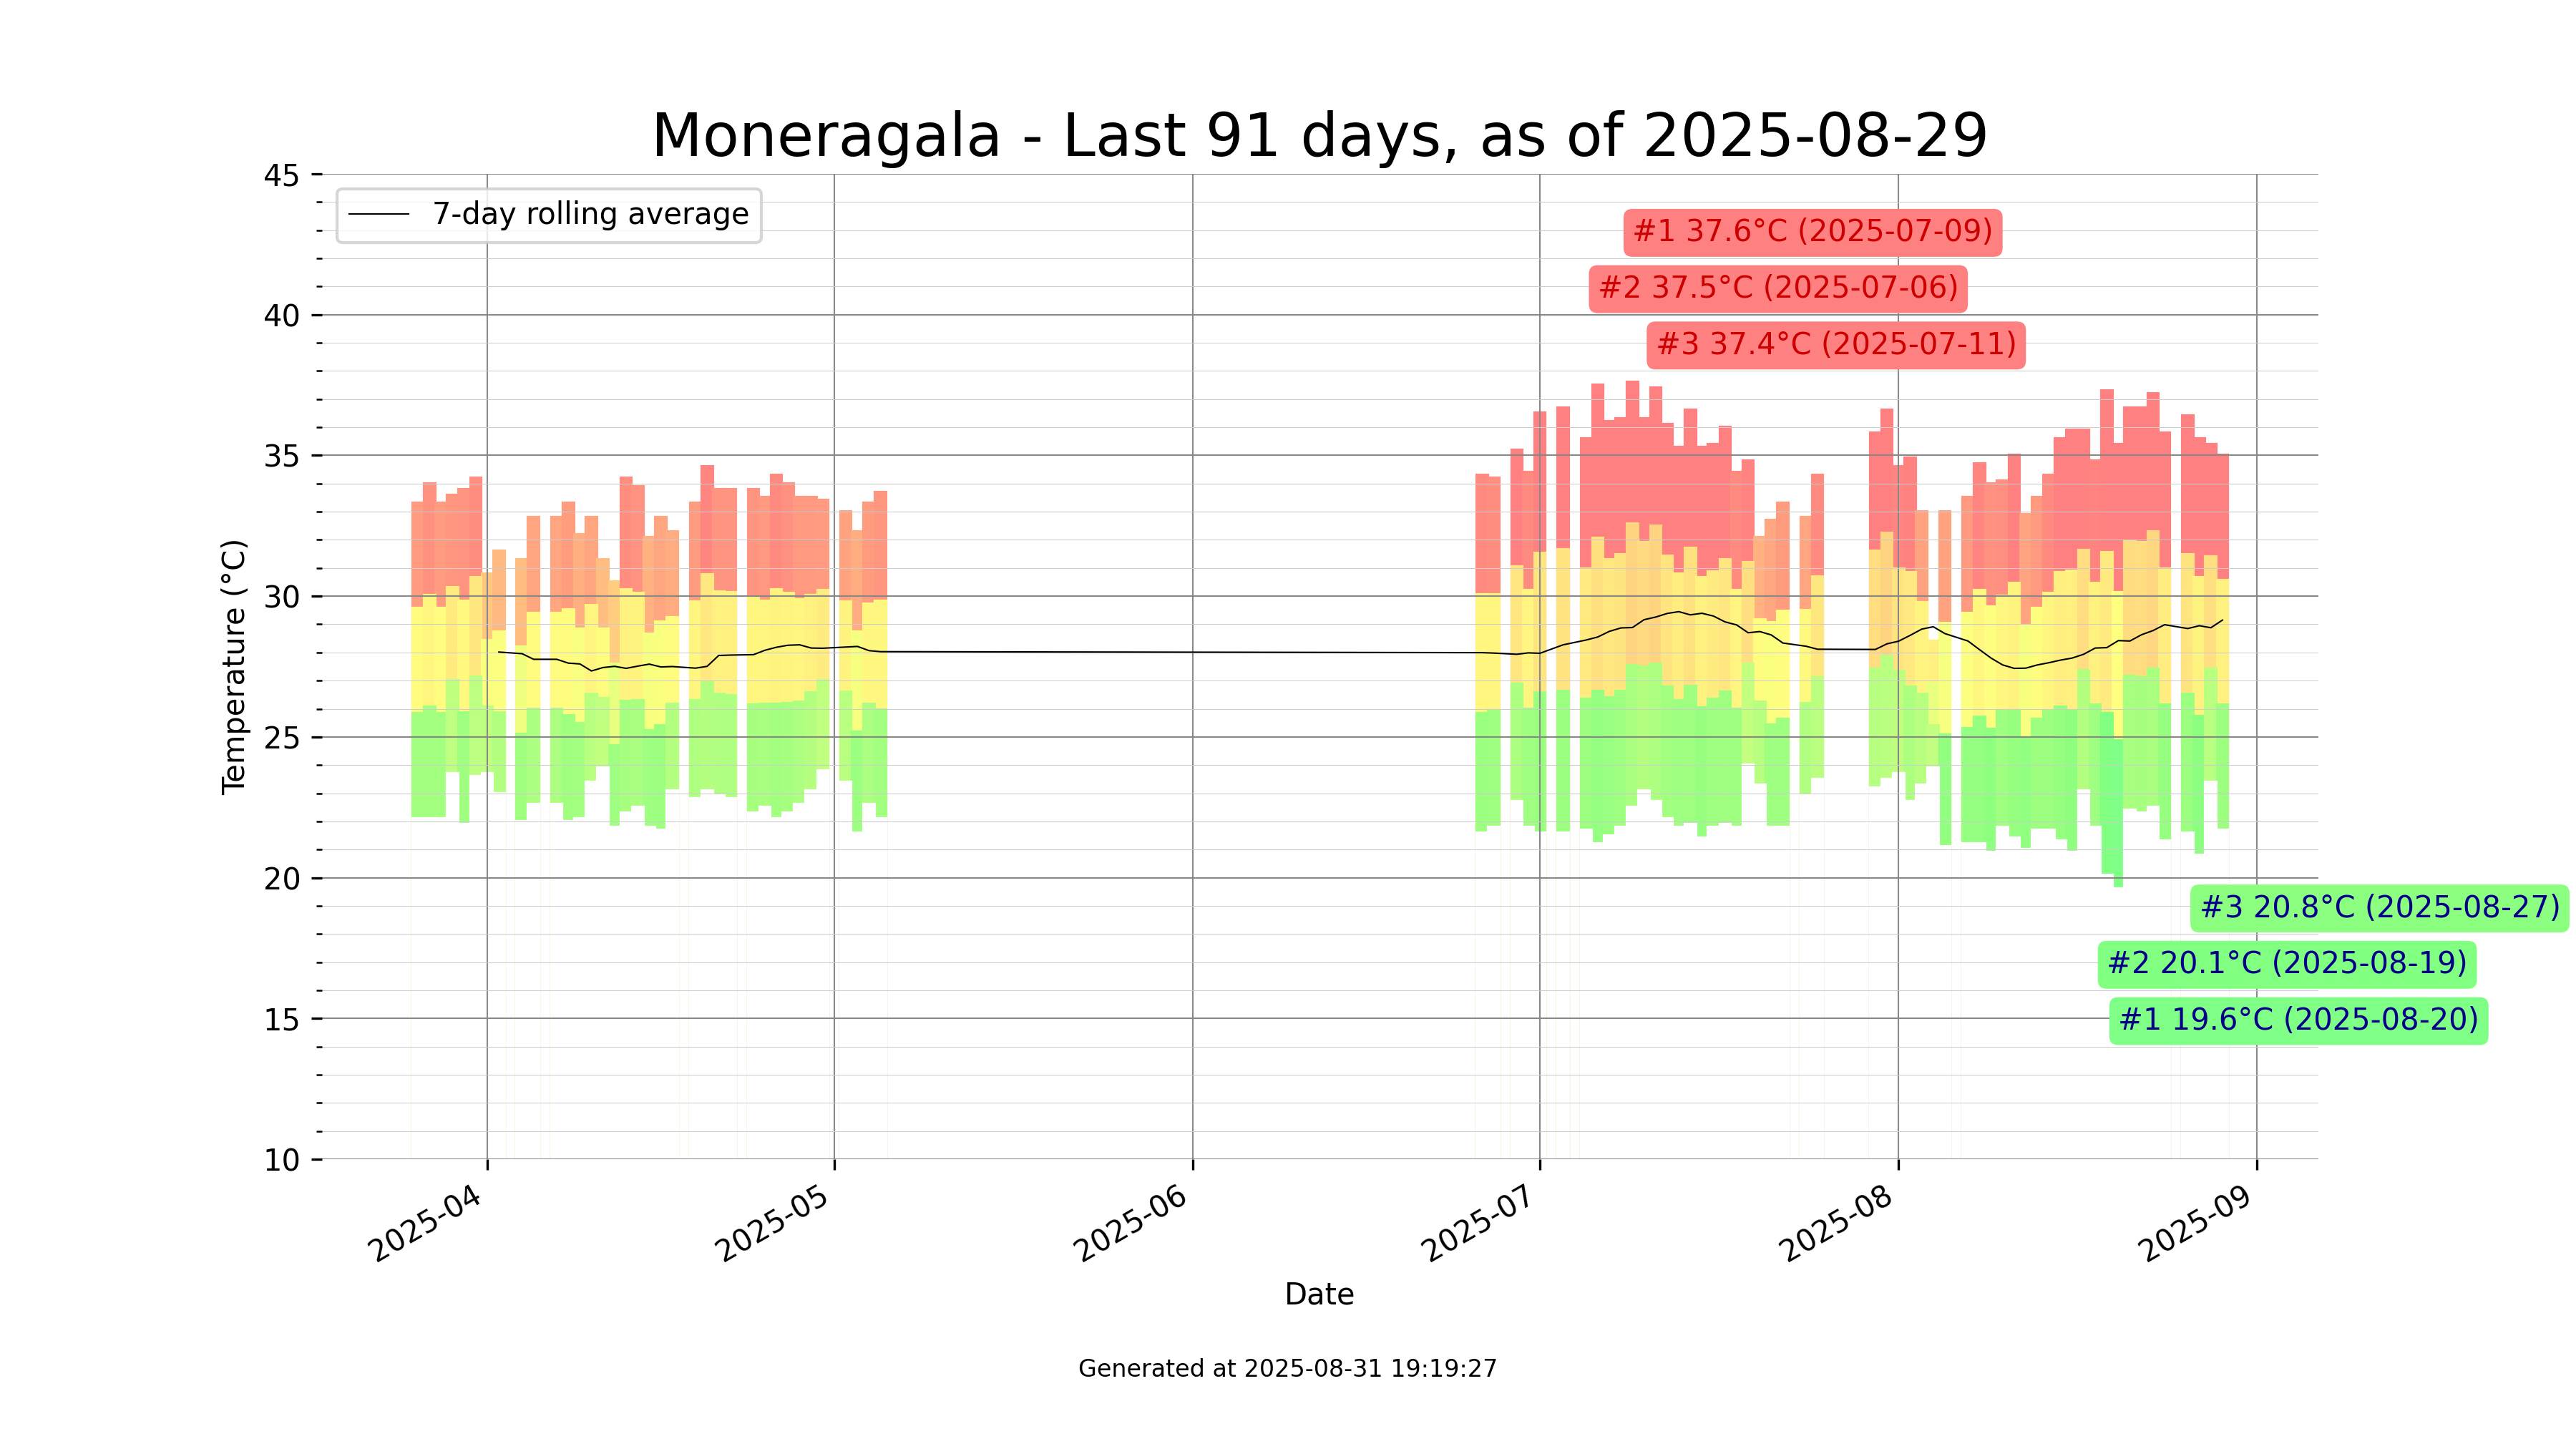 Moneragala - Last 91 days, as of 2025-08-29
7-day rolling average
#1 37.6°C (2025-07-09)
#2 37.5°C (2025-07-06)
#3 37.4°C (2025-07-11)
45
40
35
30
25
20
15
10
Temperature (°C)
#3 20.8°C (2025-08-27)
#2 20.1°C (2025-08-19)
#1 19.6°C (2025-08-20)
2025-04
2025-05
2025-06
2025-07
2025-08
2025-09
Date
Generated at 2025-08-31 19:19:27